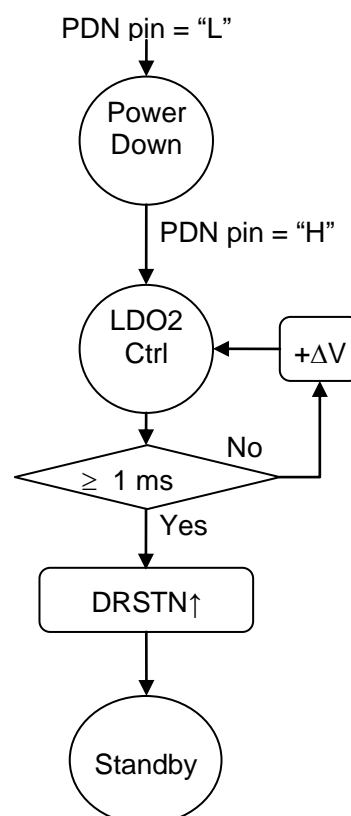 PDN pin = “L”
Power
Down
PDN pin = “H”
LDO2
Ctrl
+ΔV
No
≥ 1 ms
Yes
DRSTN↑
Standby